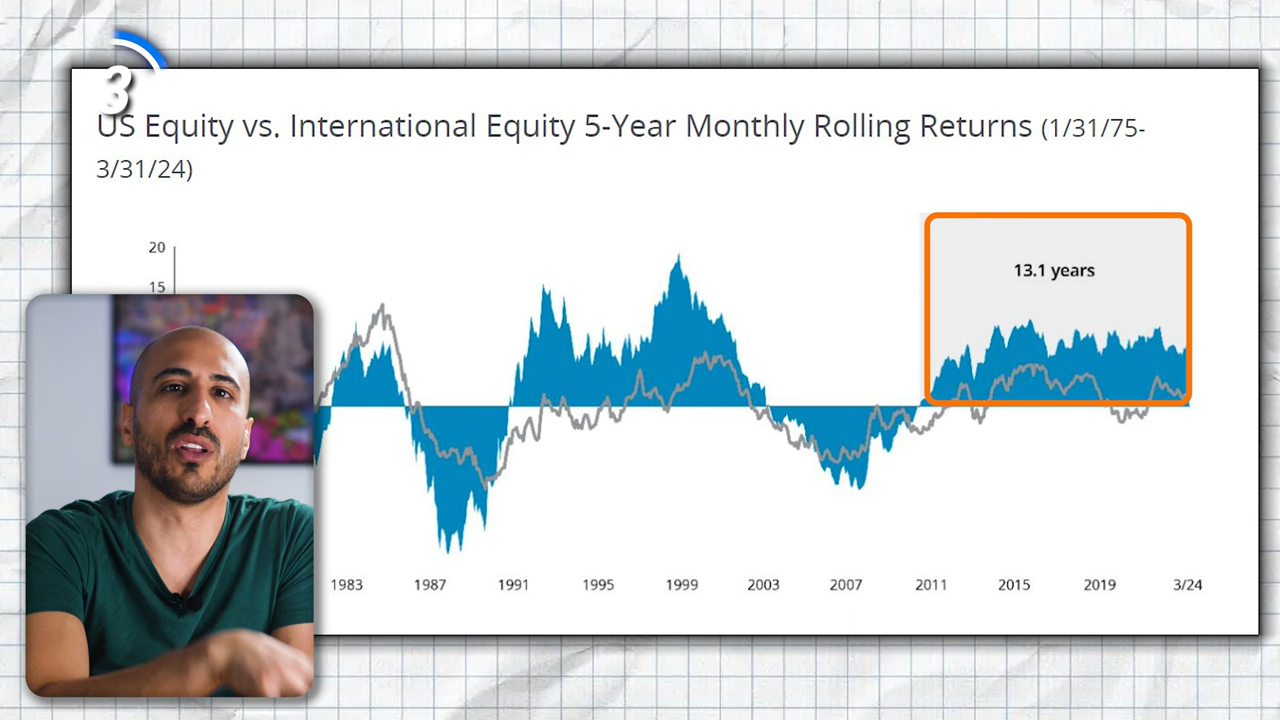 3
US Equity vs. International Equity 5-Year Monthly Rolling Returns (1/31/75-
3/31/24)
20
15
13.1 years
1983 1987 1991 1995 1999 2003 2007 2011 2015 2019 3/24